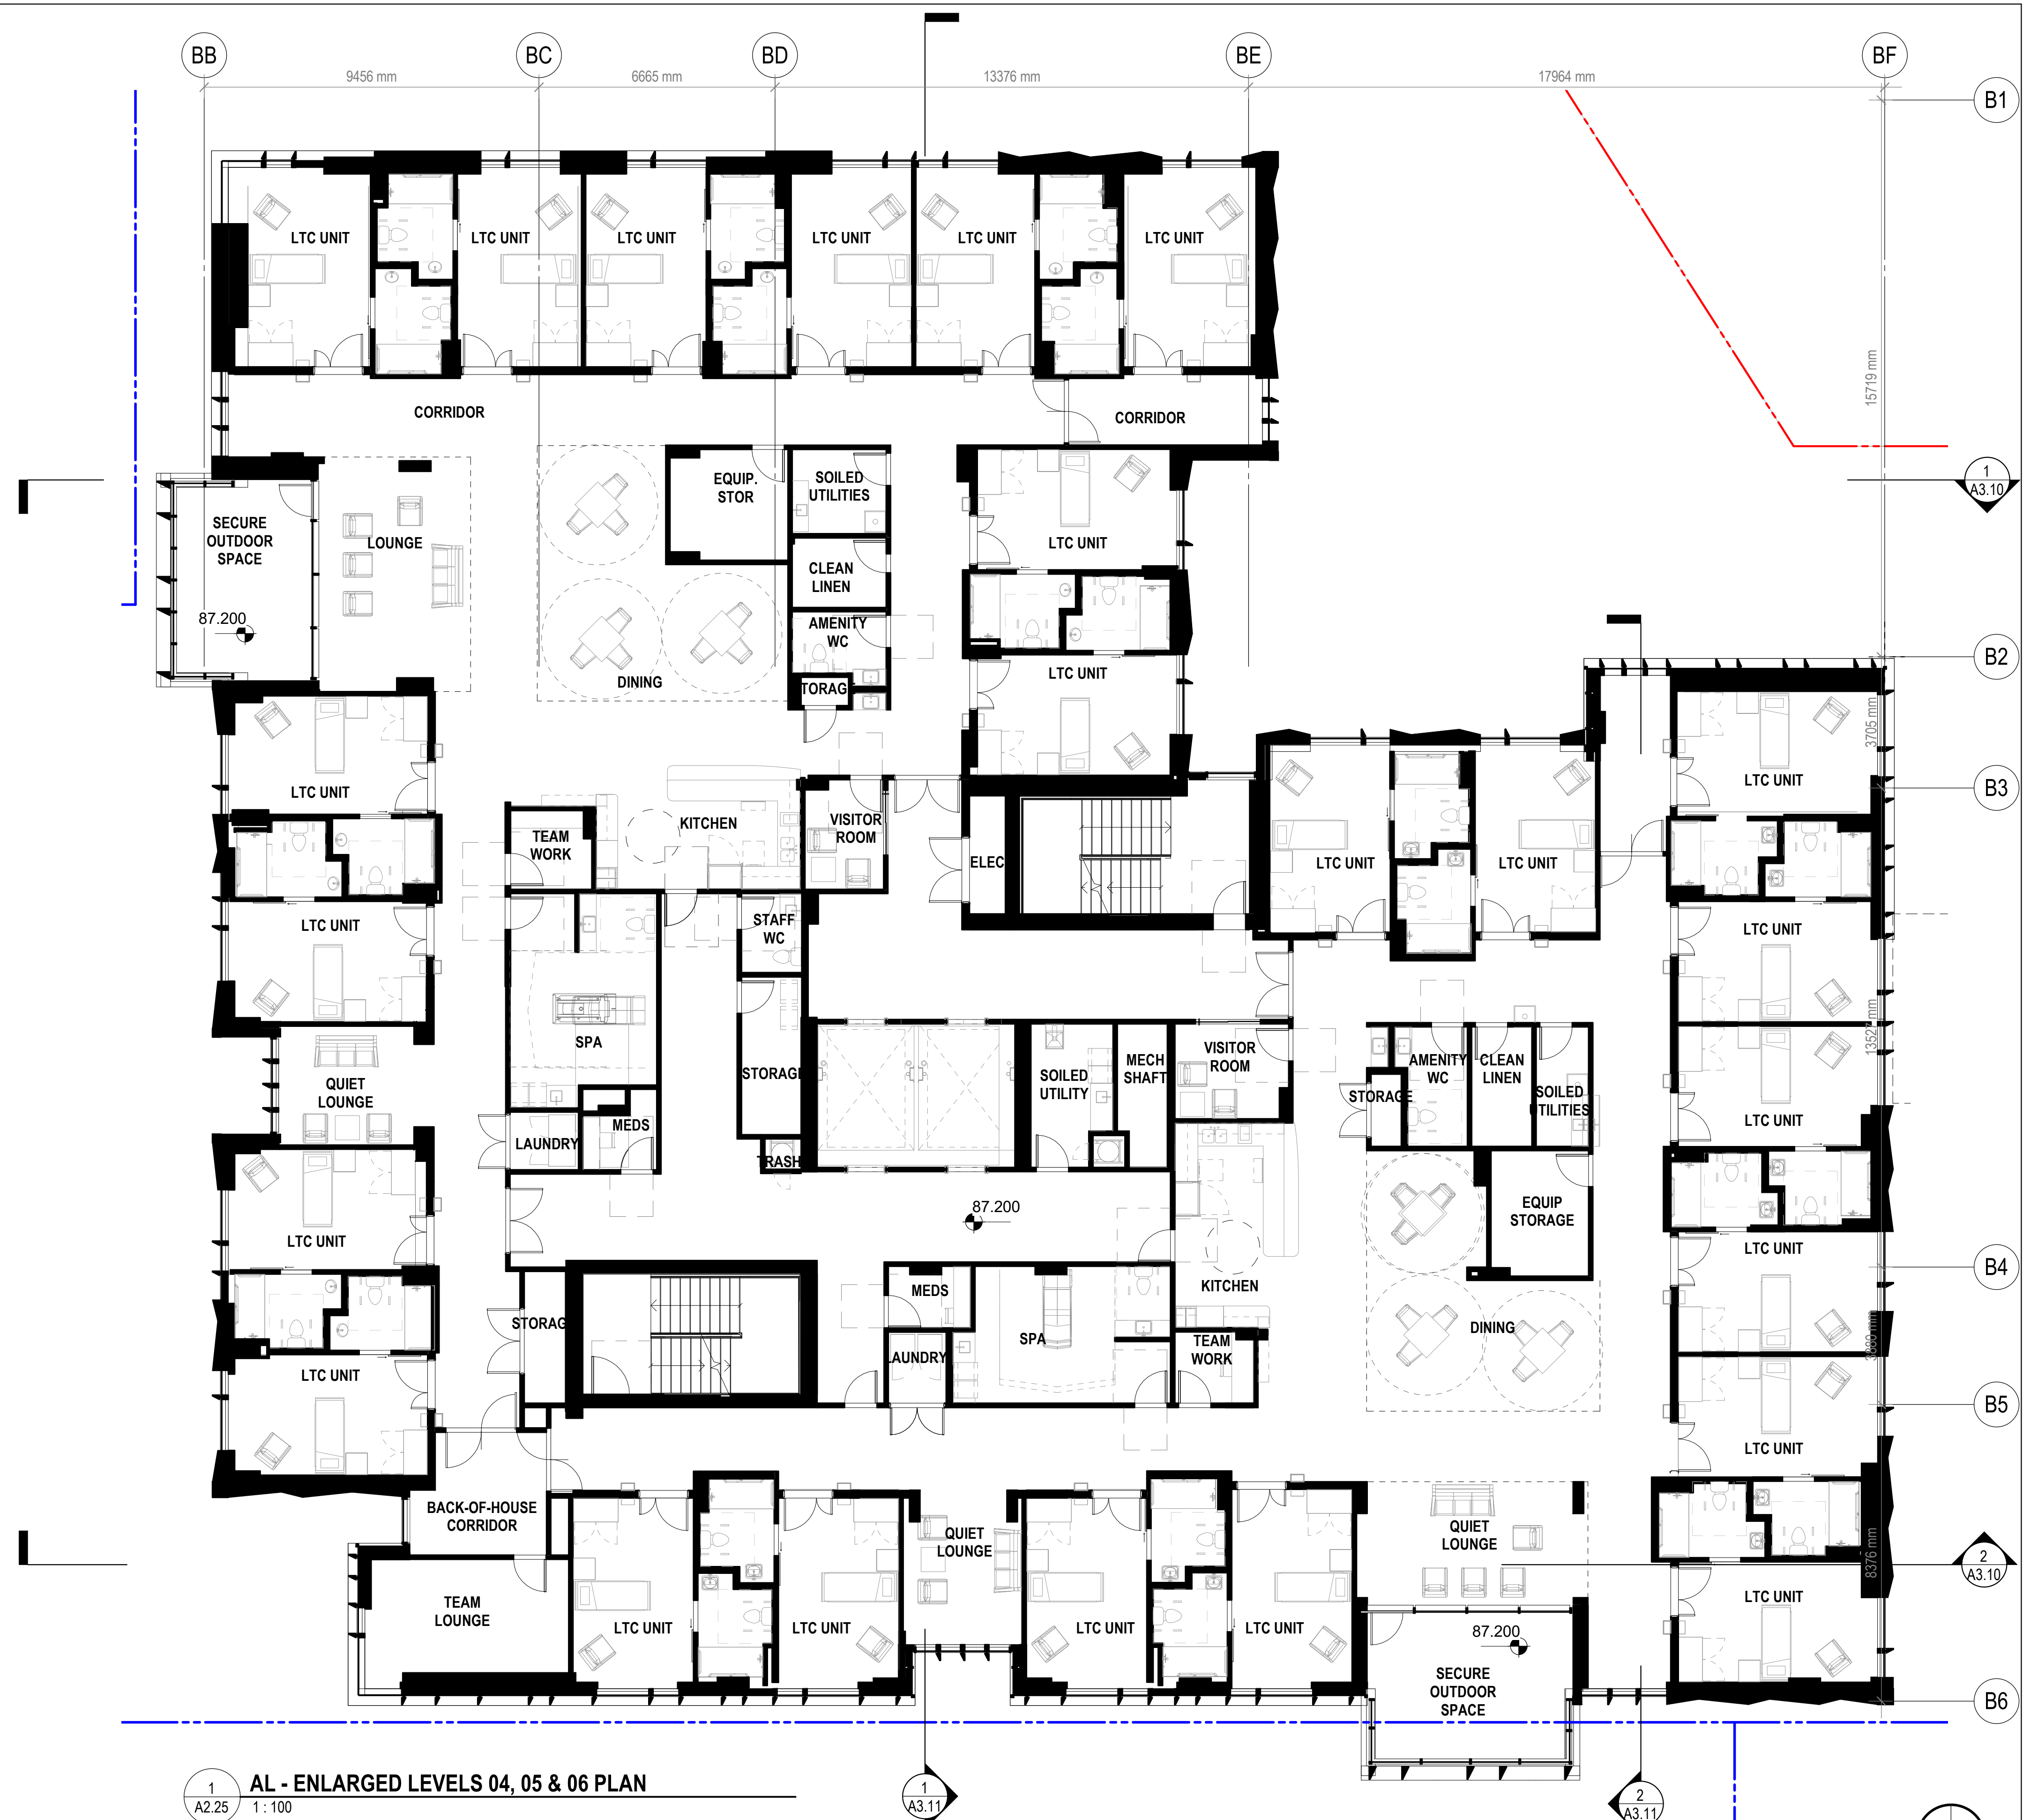 BB
BC
BD
BE
BF
9456 mm
6665 mm
13376 mm
17964 mm
B1
LTC UNIT
LTC UNIT
LTC UNIT
LTC UNIT
LTC UNIT
LTC UNIT
15719 mm
CORRIDOR
CORRIDOR
EQUIP.
STOR
SOILED
UTILITIES
1
A3.10
SECURE
OUTDOOR
SPACE
LOUNGE
LTC UNIT
CLEAN
LINEN
87.200
AMENITY
WC
DINING
TORAG
LTC UNIT
B2
3705 mm
LTC UNIT
LTC UNIT
B3
TEAM
WORK
KITCHEN
VISITOR
ROOM
ELEC
LTC UNIT
LTC UNIT
LTC UNIT
STAFF
WC
LTC UNIT
SPA
STORAGE
SOILED
UTILITY
MECH
SHAFT
VISITOR
ROOM
AMENITY
WC
CLEAN
LINEN
SOILED
UTILITIES
STORAGE
QUIET
LOUNGE
LAUNDRY
MEDS
TRASH
LTC UNIT
87.200
EQUIP
STORAGE
LTC UNIT
LTC UNIT
B4
KITCHEN
MEDS
STORAG
SPA
DINING
LAUNDRY
TEAM
WORK
LTC UNIT
B5
LTC UNIT
BACK-OF-HOUSE
CORRIDOR
QUIET
LOUNGE
QUIET
LOUNGE
8376 mm
2
A3.10
TEAM
LOUNGE
LTC UNIT
LTC UNIT
LTC UNIT
LTC UNIT
LTC UNIT
87.200
SECURE
OUTDOOR
SPACE
B6
1
A2.25
AL - ENLARGED LEVELS 04, 05 & 06 PLAN
1 : 100
1
A3.11
2
A3.11